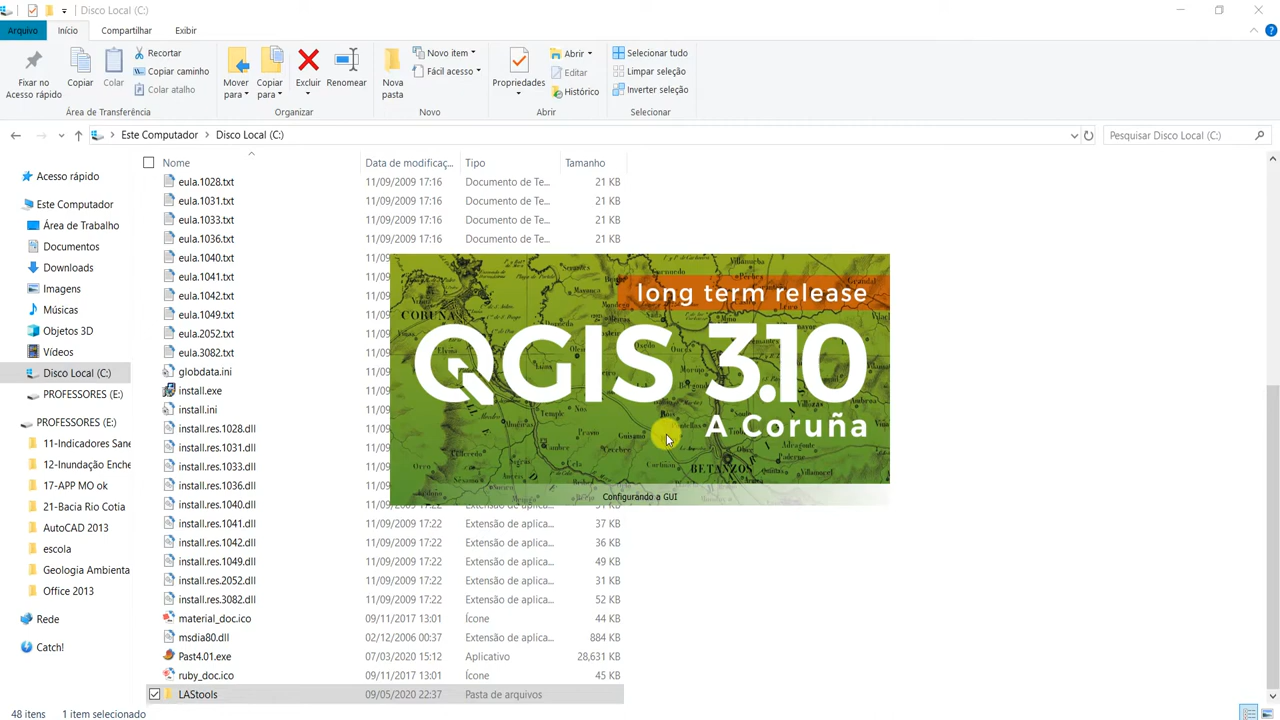 Disco Local (C:)
Arquivo Início Compartilhar Exibir
Fixar no Acesso rápido
Copiar
Colar
Recortar
Copiar caminho
Colar atalho
Área de Transferência
Mover para
Copiar para
Excluir
Renomear
Organizar
Nova pasta
Novo item
Fácil acesso
Novo
Propriedades
Abrir
Editar
Histórico
Abrir
Selecionar tudo
Limpar seleção
Inverter seleção
Selecionar
Este Computador Disco Local (C:)
Pesquisar Disco Local (C:)
Acesso rápido
Este Computador
Área de Trabalho
Documentos
Downloads
Imagens
Músicas
Objetos 3D
Vídeos
Disco Local (C:)
PROFESSORES (E:)
PROFESSORES (E:)
11-Indicadores Sane
12-Inundação Enche
17-APP MO ok
21-Bacia Rio Cotia
AutoCAD 2013
escola
Geologia Ambienta
Office 2013
Rede
Catch!
Nome Data de modificaç... Tipo Tamanho
eula.1028.txt 11/09/2009 17:16 Documento de Te... 21 KB
eula.1031.txt 11/09/2009 17:16 Documento de Te... 21 KB
eula.1033.txt 11/09/2009 17:16 Documento de Te... 21 KB
eula.1036.txt 11/09/2009 17:16 Documento de Te... 21 KB
eula.1040.txt
eula.1041.txt
eula.1042.txt
eula.1049.txt
eula.2052.txt
eula.3082.txt
globdata.ini
install.exe
install.ini
install.res.1028.dll
install.res.1031.dll
install.res.1033.dll
install.res.1036.dll
install.res.1040.dll 11/09/2009 17:22 Extensão de aplica...
install.res.1041.dll 11/09/2009 17:22 Extensão de aplica... 37 KB
install.res.1042.dll 11/09/2009 17:22 Extensão de aplica... 36 KB
install.res.1049.dll 11/09/2009 17:22 Extensão de aplica... 49 KB
install.res.2052.dll 11/09/2009 17:22 Extensão de aplica... 31 KB
install.res.3082.dll 11/09/2009 17:22 Extensão de aplica... 52 KB
material_doc.ico 09/11/2017 13:01 Ícone 44 KB
msdia80.dll 02/12/2006 00:37 Extensão de aplica... 884 KB
Past4.01.exe 07/03/2020 15:12 Aplicativo 28,631 KB
ruby_doc.ico 09/11/2017 13:01 Ícone 45 KB
LAStools 09/05/2020 22:37 Pasta de arquivos
long term release
QGIS 3.10
A Coruña
CORUÑA
BETANZOS
Configurando a GUI
48 itens 1 item selecionado